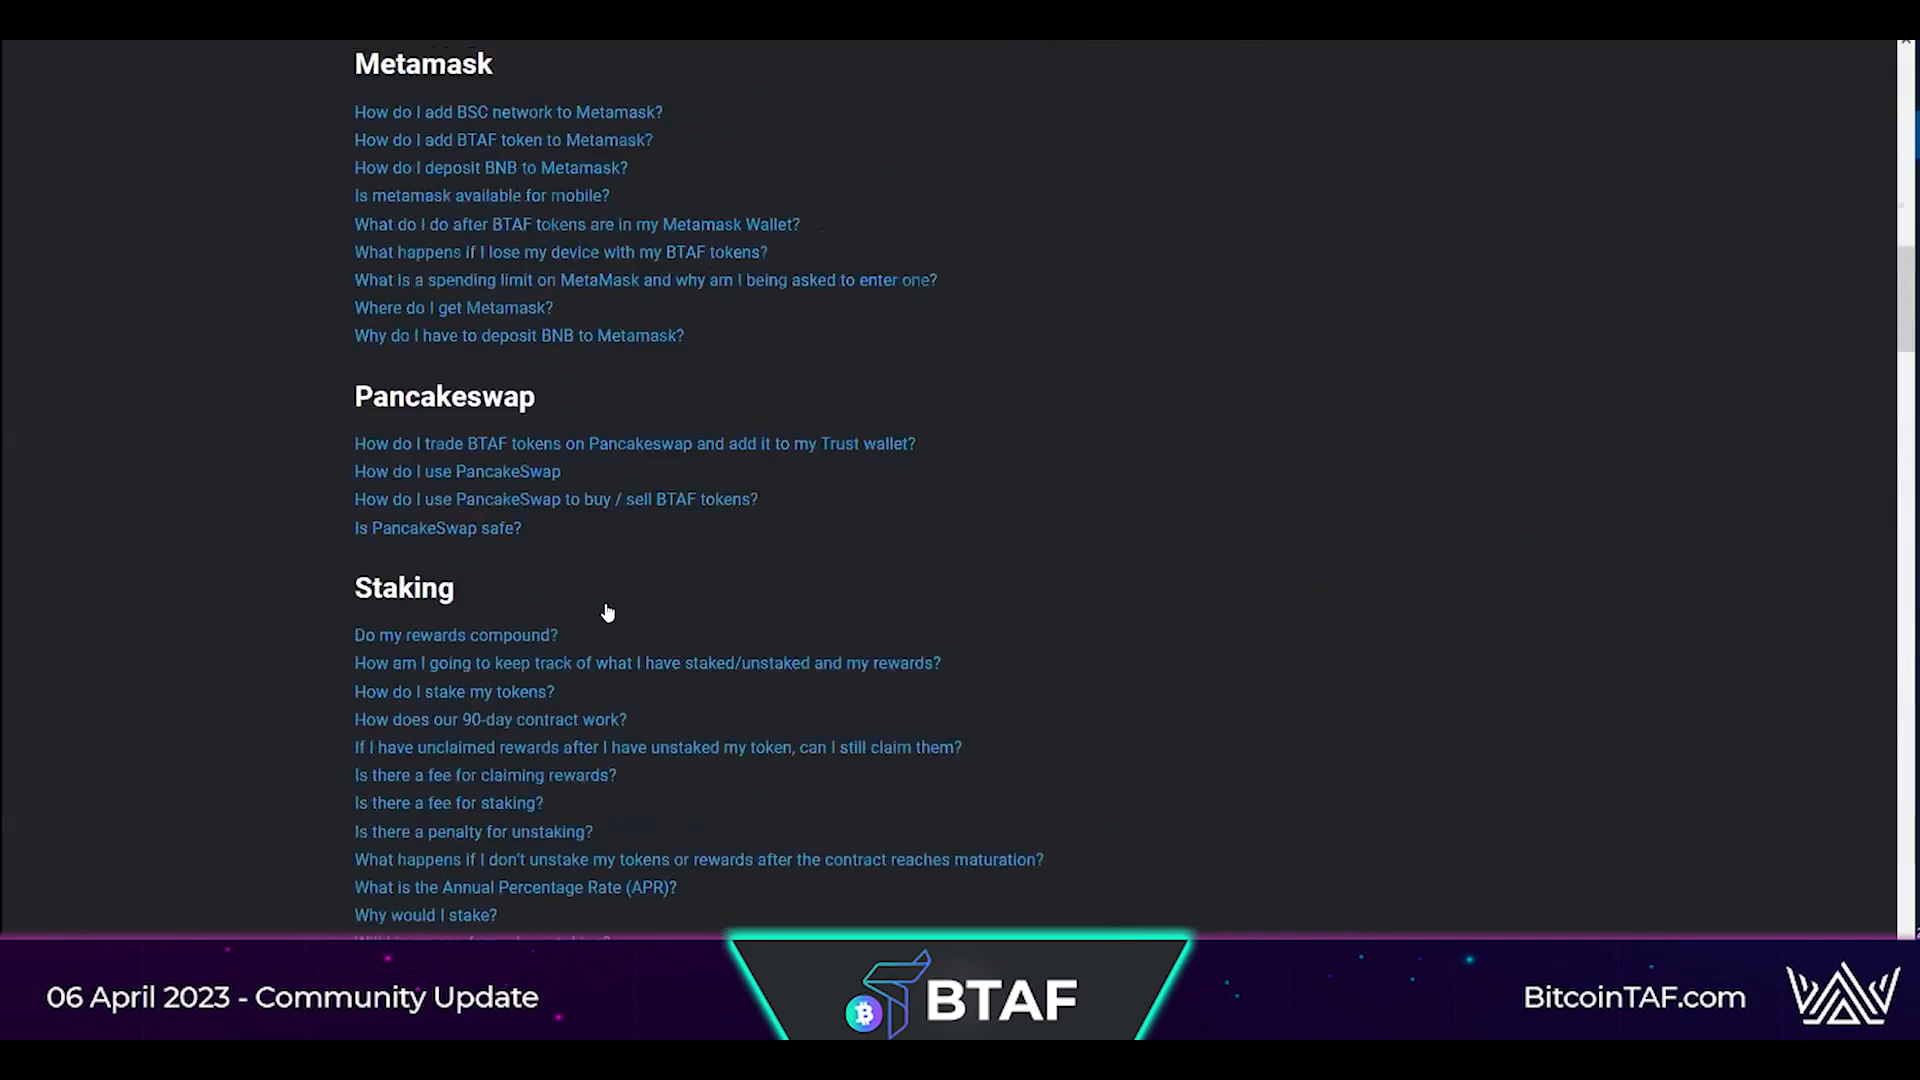 Metamask
How do I add BSC network to Metamask?
How do I add BTAF token to Metamask?
How do I deposit BNB to Metamask?
Is metamask available for mobile?
What do I do after BTAF tokens are in my Metamask Wallet?
What happens if I lose my device with my BTAF tokens?
What is a spending limit on MetaMask and why am I being asked to enter one?
Where do I get Metamask?
Why do I have to deposit BNB to Metamask?
Pancakeswap
How do I trade BTAF tokens on Pancakeswap and add it to my Trust wallet?
How do I use PancakeSwap
How do I use PancakeSwap to buy / sell BTAF tokens?
Is PancakeSwap safe?
Staking
Do my rewards compound?
How am I going to keep track of what I have staked/unstaked and my rewards?
How do I stake my tokens?
How does our 90-day contract work?
If I have unclaimed rewards after I have unstaked my token, can I still claim them?
Is there a fee for claiming rewards?
Is there a fee for staking?
Is there a penalty for unstaking?
What happens if I don't unstake my tokens or rewards after the contract reaches maturation?
What is the Annual Percentage Rate (APR)?
Why would I stake?
06 April 2023 - Community Update
BTAF
BitcoinTAF.com